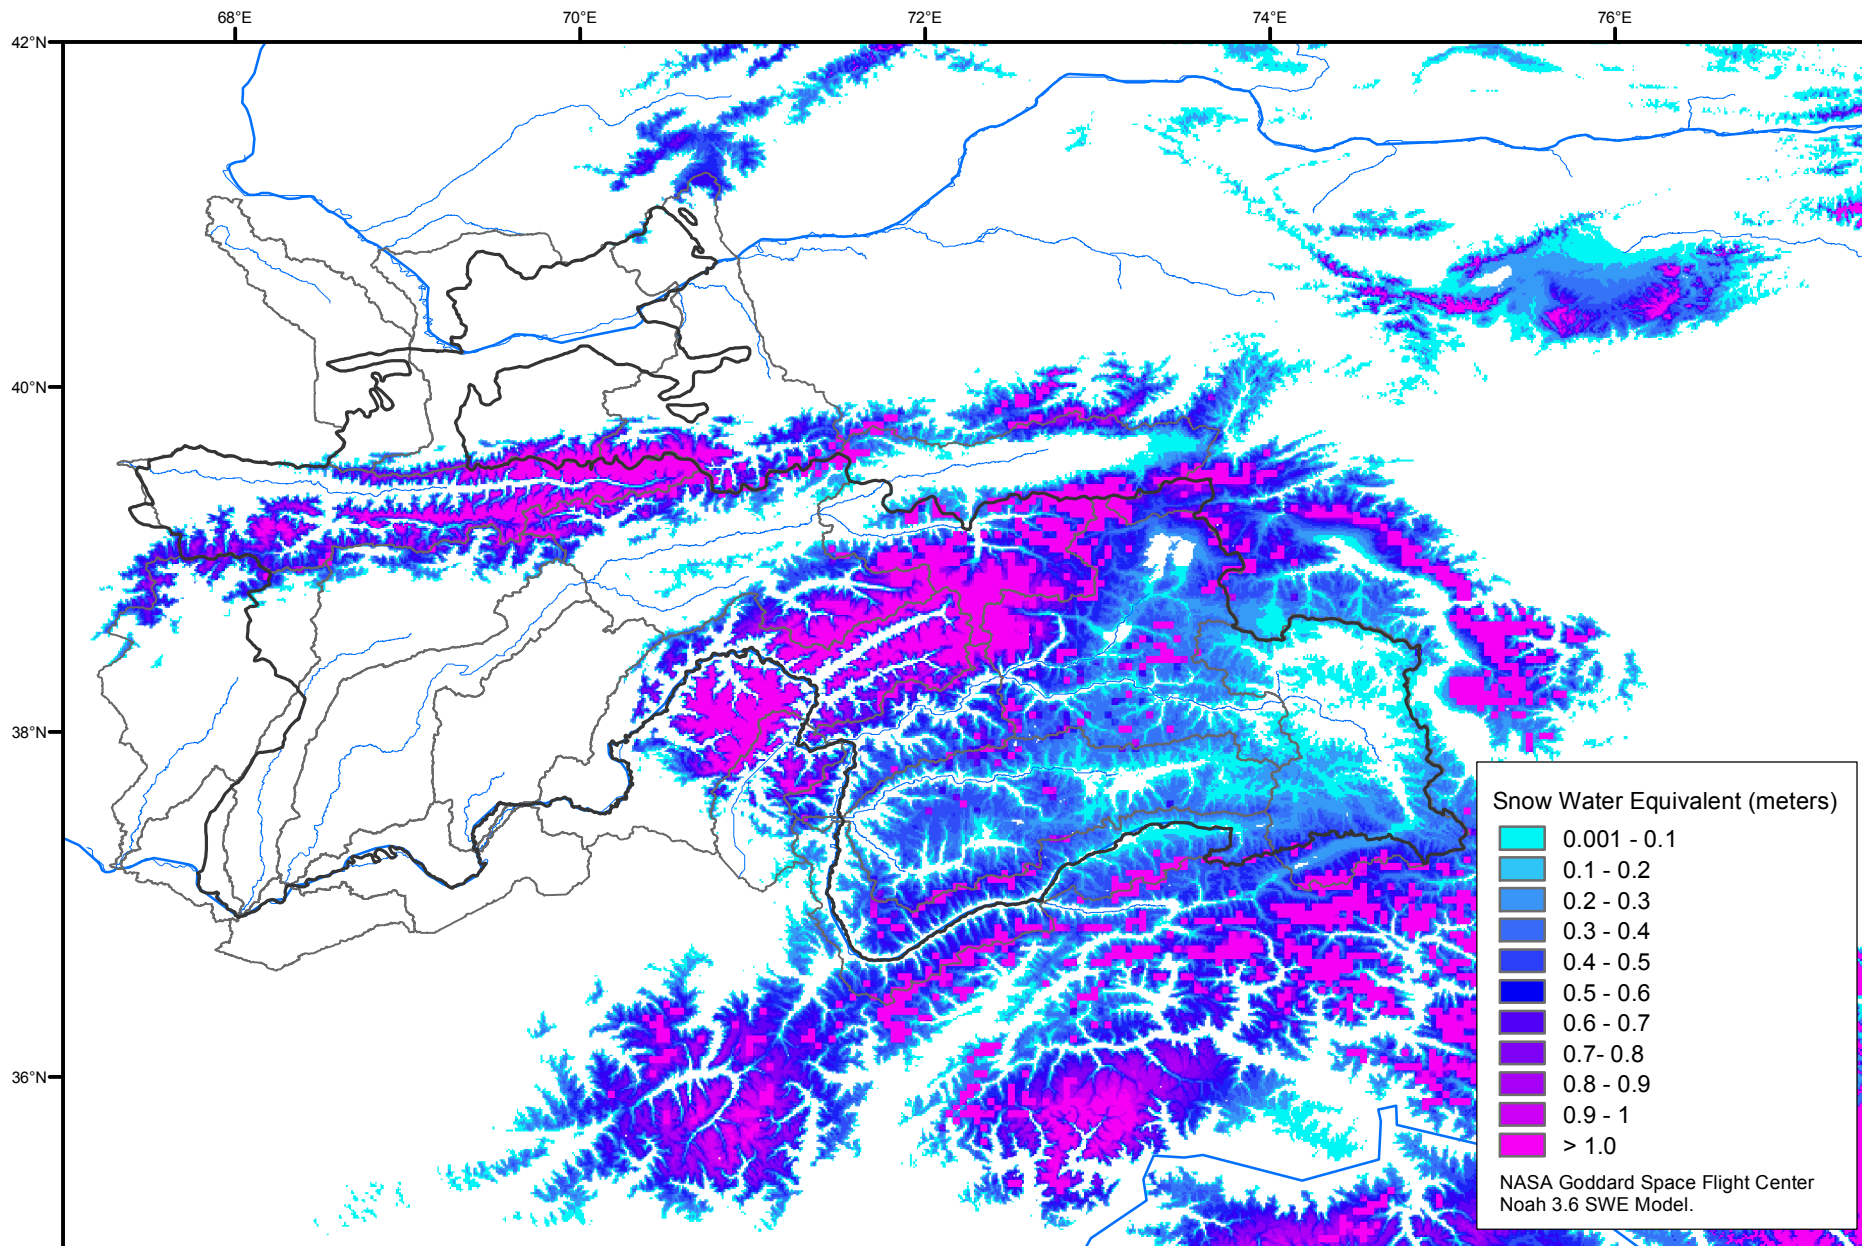 68°E
70°E
72°E
74°E
76°E
42°N
40°N
38°N
36°N
Snow Water Equivalent (meters)
0.001 - 0.1
0.1 - 0.2
0.2 - 0.3
0.3 - 0.4
0.4 - 0.5
0.5 - 0.6
0.6 - 0.7
0.7- 0.8
0.8 - 0.9
0.9 - 1
> 1.0
NASA Goddard Space Flight Center
Noah 3.6 SWE Model.